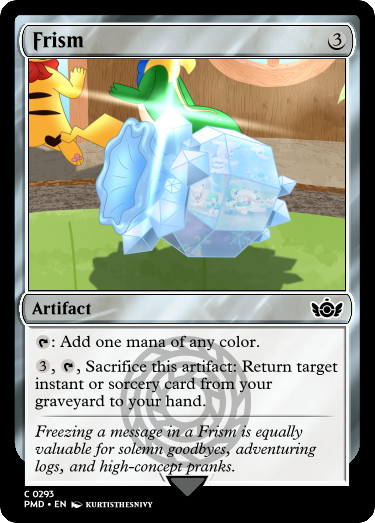 Frism
3
Artifact
: Add one mana of any color.
3, , Sacrifice this artifact: Return target
instant or sorcery card from your
graveyard to your hand.
Freezing a message in a Frism is equally
valuable for solemn goodbyes, adventuring
logs, and high-concept pranks.
C 0293
PMD • EN KURTISTHESNIVY